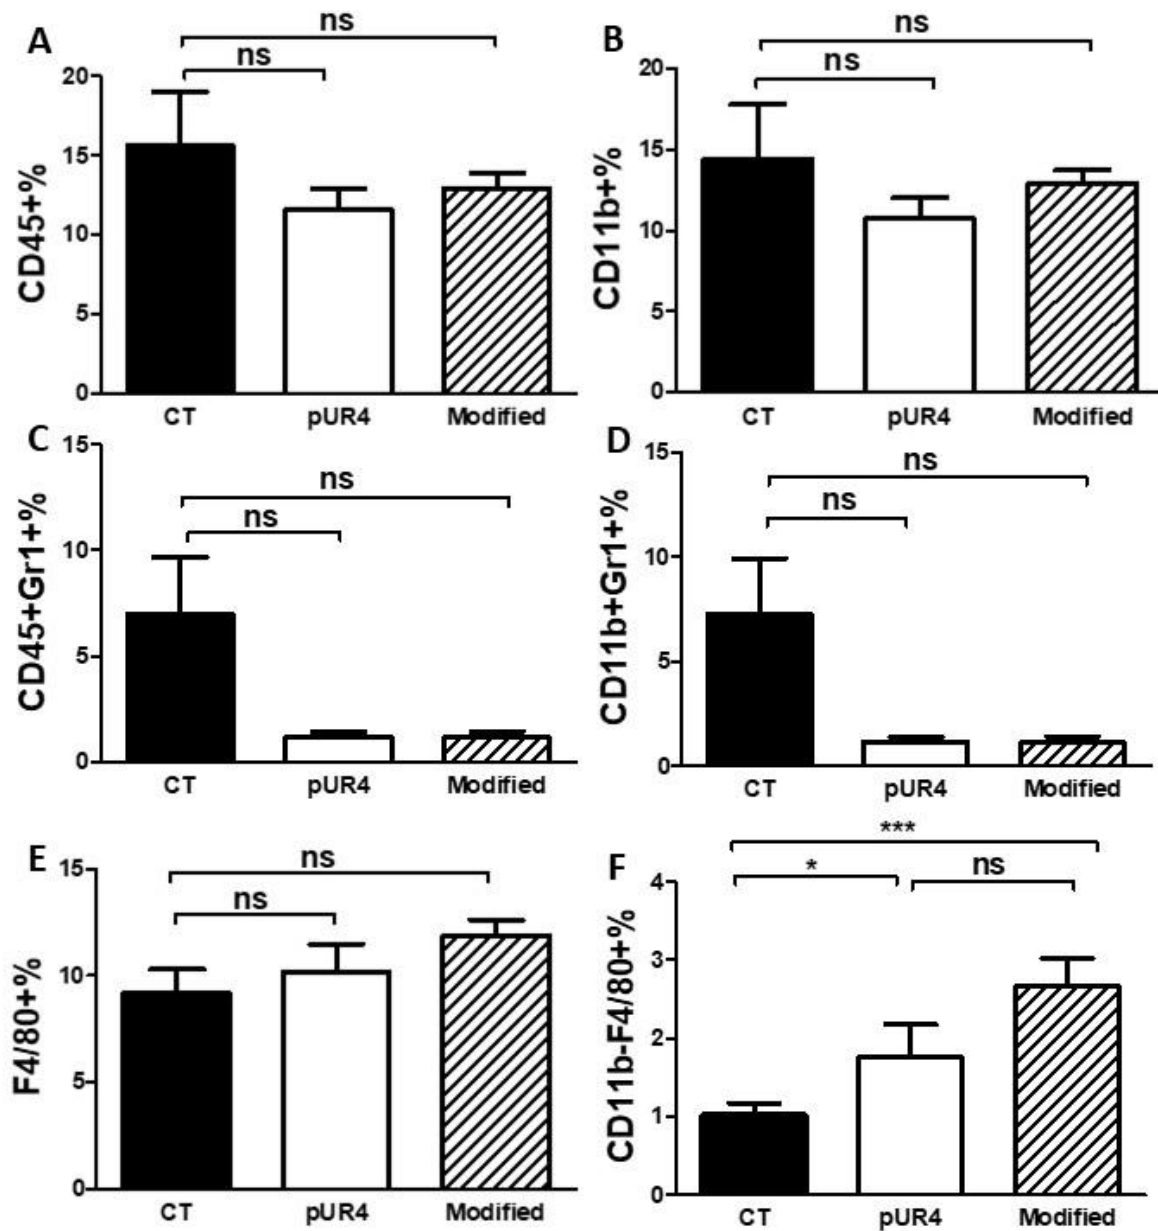 A
ns
ns
CD45+%
20
15
10
5
0
CT pUR4 Modified
B
ns
ns
CD11b+%
20
15
10
5
0
CT pUR4 Modified
C
ns
ns
CD45+Gr1+%
15
10
5
0
CT pUR4 Modified
D
ns
ns
CD11b+Gr1+%
15
10
5
0
CT pUR4 Modified
E
ns
ns
F4/80+%
15
10
5
0
CT pUR4 Modified
F
***
* ns
CD11b-F4/80+%
4
3
2
1
0
CT pUR4 Modified